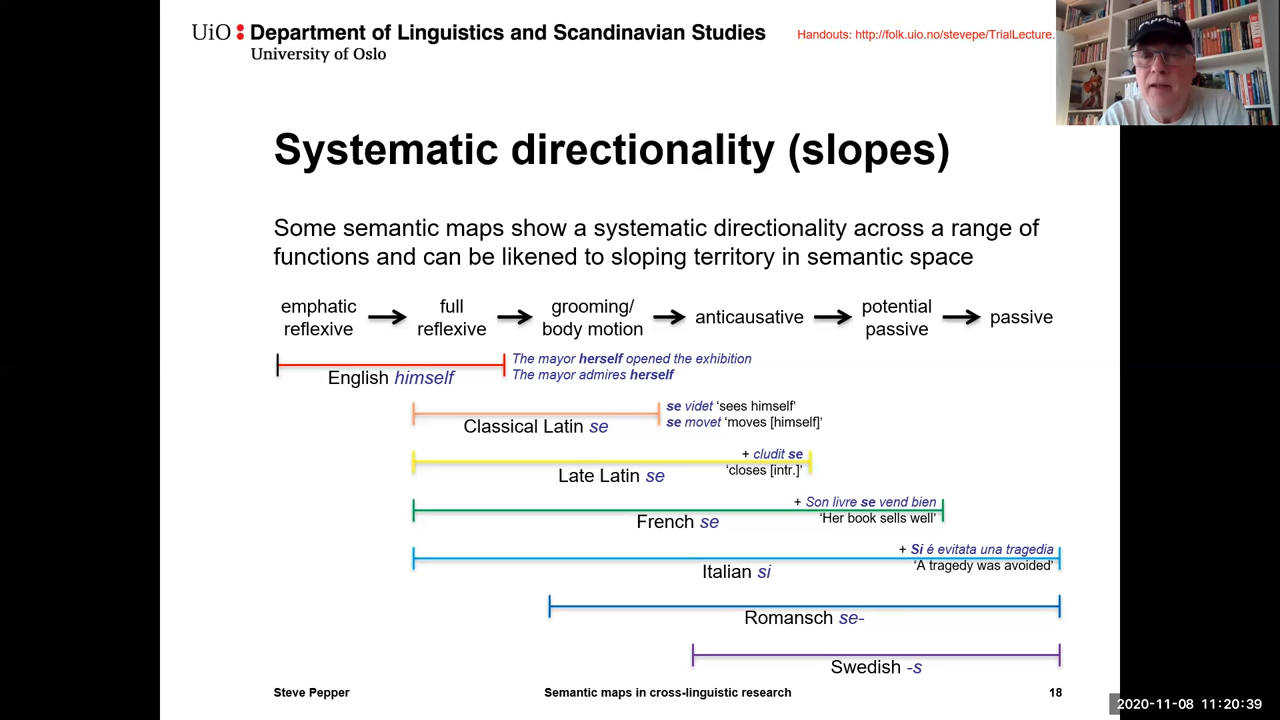 UiO : Department of Linguistics and Scandinavian Studies
University of Oslo
Handouts: http://folk.uio.no/stevepe/TrialLecture.
Systematic directionality (slopes)
Some semantic maps show a systematic directionality across a range of
functions and can be likened to sloping territory in semantic space
emphatic reflexive
full reflexive
grooming/ body motion
anticausative
potential passive
passive
The mayor herself opened the exhibition
The mayor admires herself
English himself
se videt ‘sees himself’
se movet ‘moves [himself]’
Classical Latin se
+ cludit se
‘closes [intr.]’
Late Latin se
+ Son livre se vend bien
‘Her book sells well’
French se
+ Si é evitata una tragedia
‘A tragedy was avoided’
Italian si
Romansch se-
Swedish -s
Steve Pepper
Semantic maps in cross-linguistic research
18
2020-11-08 11:20:39